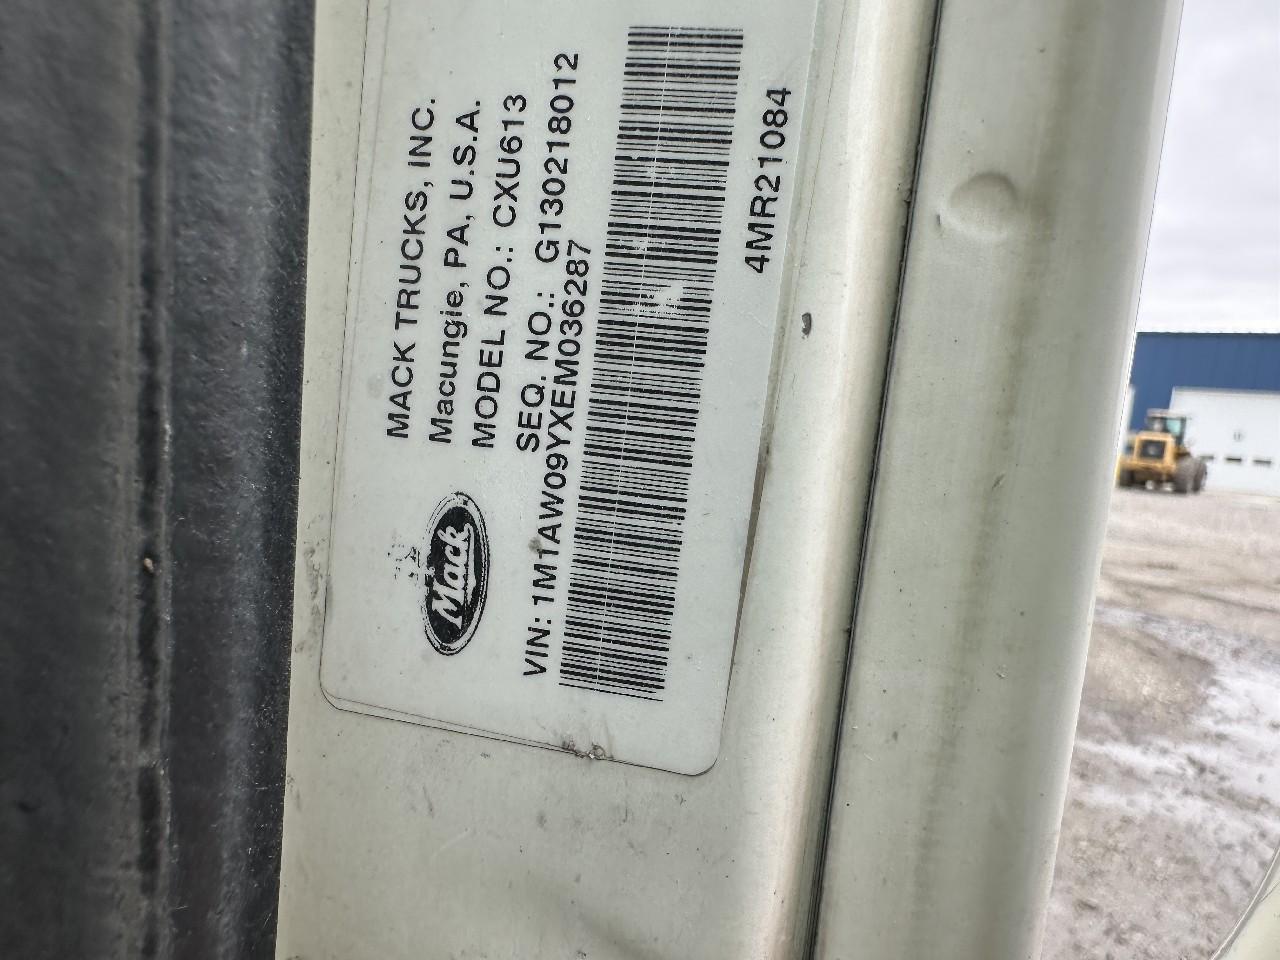 MACK TRUCKS, INC.
Macungie, PA, U.S.A.
MODEL NO.: CXU613
SEQ. NO.: G130218012
Mack
VIN: 1M1AW09YXEM036287
4MR21084